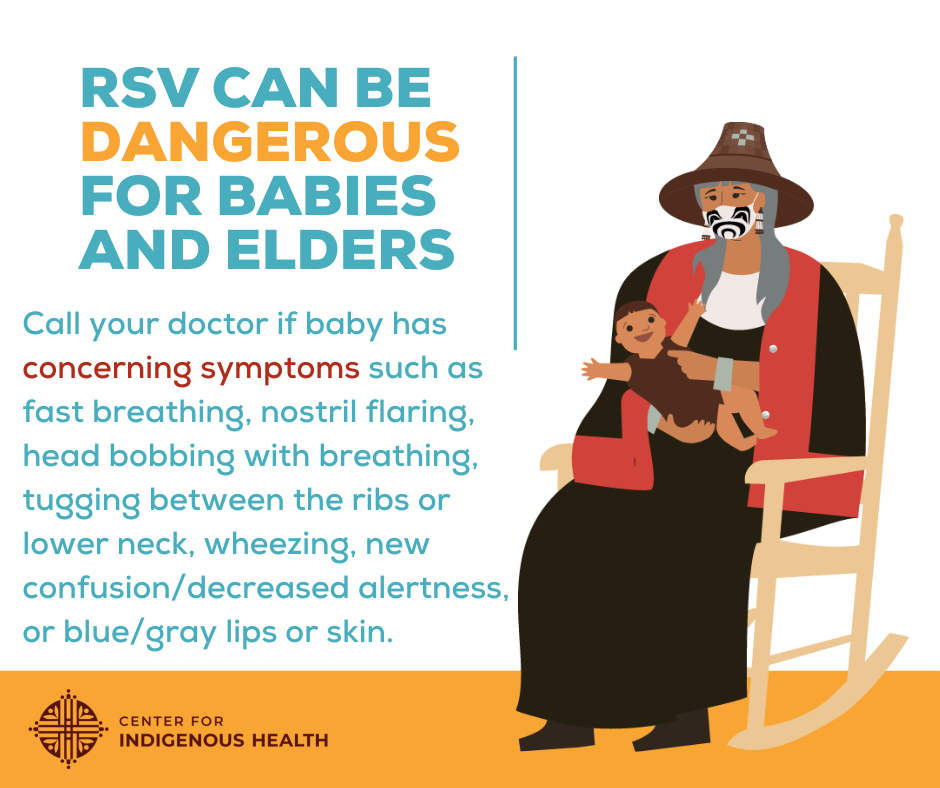 RSV CAN BE
DANGEROUS
FOR BABIES
AND ELDERS
Call your doctor if baby has
concerning symptoms such as
fast breathing, nostril flaring,
head bobbing with breathing,
tugging between the ribs or
lower neck, wheezing, new
confusion/decreased alertness,
or blue/gray lips or skin.
CENTER FOR
INDIGENOUS HEALTH